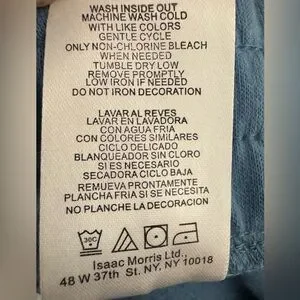 WASH INSIDE OUT
MACHINE WASH COLD
WITH LIKE COLORS
GENTLE CYCLE
ONLY NON-CHLORINE BLEACH
WHEN NEEDED
TUMBLE DRY LOW
REMOVE PROMPTLY
LOW IRON IF NEEDED
DO NOT IRON DECORATION
LAVAR AL REVES
LAVAR EN LAVADORA
CON AGUA FRIA
CON COLORES SIMILARES
CICLO DELICADO
BLANQUEADOR SIN CLORO
SI ES NECESARIO
SECADORA CICLO BAJA
REMUEVA PRONTAMENTE
PLANCHA FRIA SI SE NECESITA
NO PLANCHE LA DECORACION
30C
Isaac Morris Ltd.,
48 W 37th St. NY, NY 10018